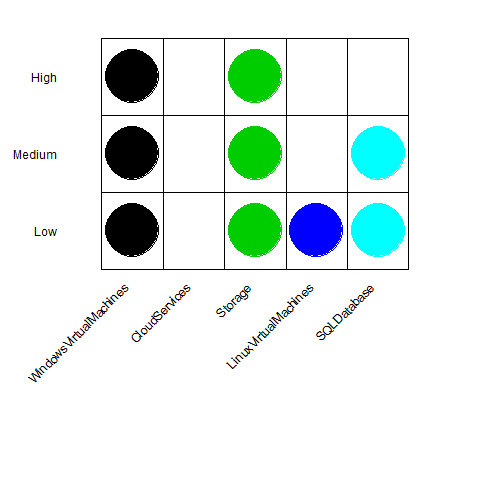 High
Medium
Low
WindowsVirtualMachines
CloudServices
Storage
LinuxVirtualMachines
SQLDatabase